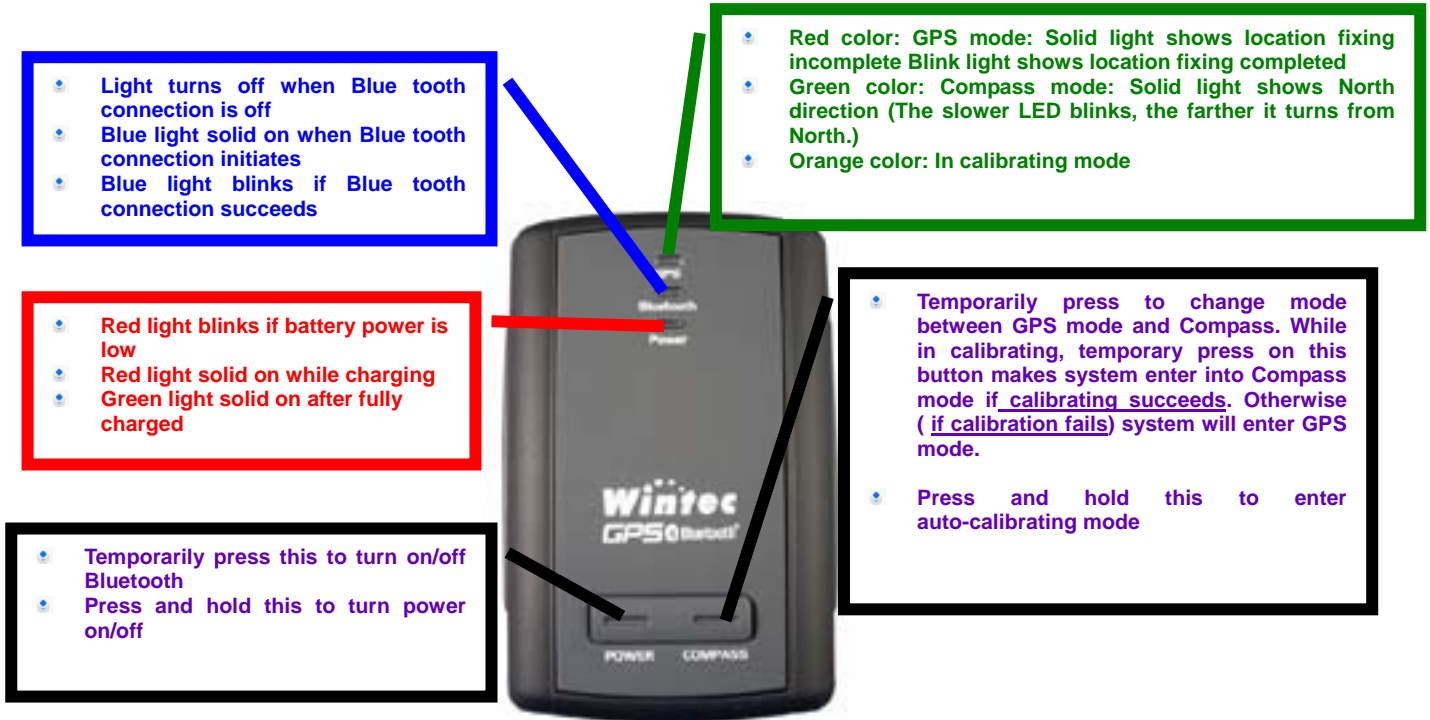 Light turns off when Blue tooth
connection is off
Blue light solid on when Blue tooth
connection initiates
Blue light blinks if Blue tooth
connection succeeds
Red color: GPS mode: Solid light shows location fixing
incomplete Blink light shows location fixing completed
Green color: Compass mode: Solid light shows North
direction (The slower LED blinks, the farther it turns from
North.)
Orange color: In calibrating mode
Red light blinks if battery power is
low
Red light solid on while charging
Green light solid on after fully
charged
Temporarily press to change mode
between GPS mode and Compass. While
in calibrating, temporary press on this
button makes system enter into Compass
mode if calibrating succeeds. Otherwise
( if calibration fails) system will enter GPS
mode.
Press and hold this to enter
auto-calibrating mode
Temporarily press this to turn on/off
Bluetooth
Press and hold this to turn power
on/off
Bluetooth
Power
Wintec
GPS Bluetooth
POWER COMPASS